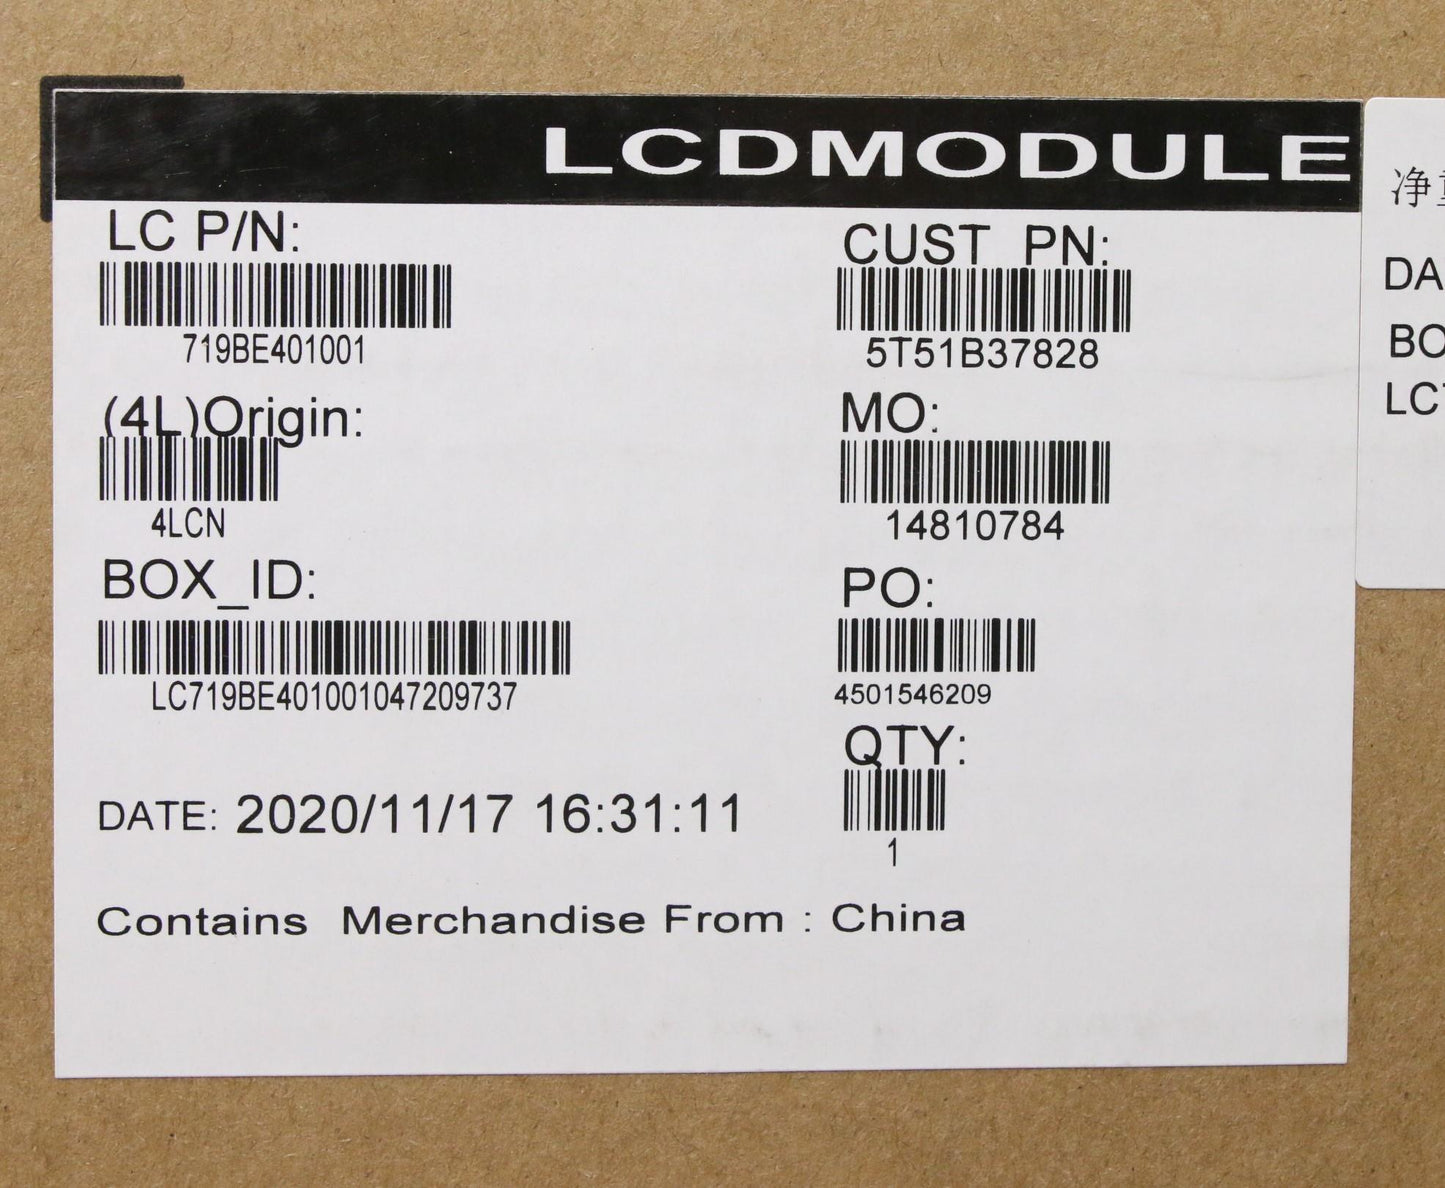 LCDMODULE
LC P/N:
719BE401001
(4L)Origin:
4LCN
BOX_ID:
LC719BE401001047209737
DATE: 2020/11/17 16:31:11
Contains Merchandise From : China
CUST PN:
5T51B37828
MO:
14810784
PO:
4501546209
QTY:
1
净
DA
BO
LC